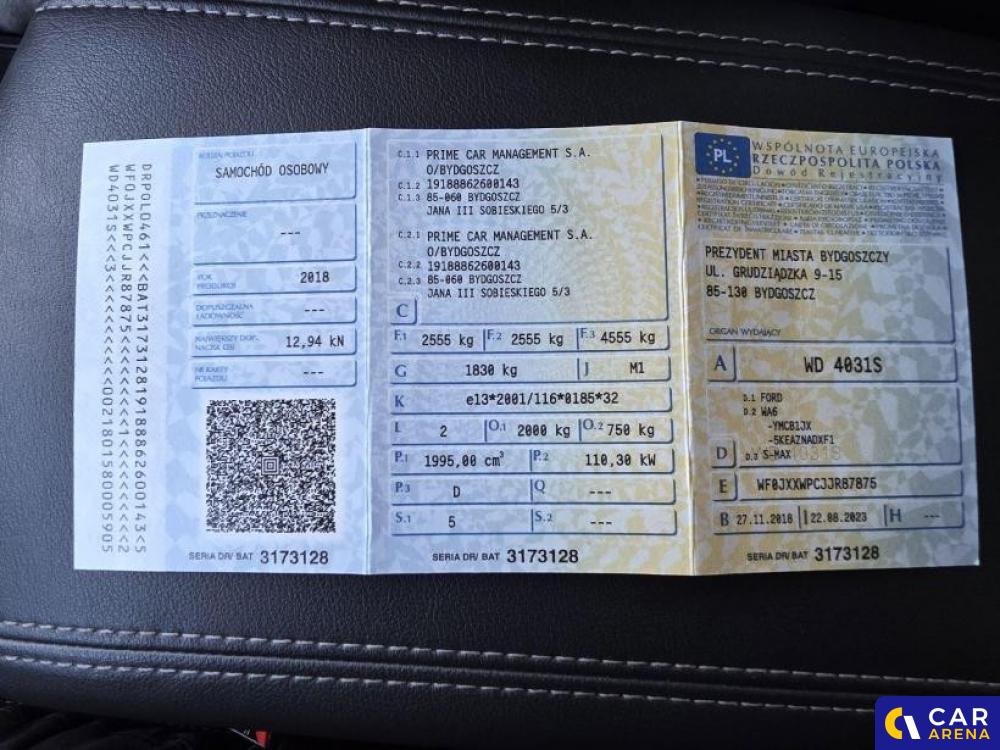 DRPOLO0461<<BAT31731281918886260014​3<5
WF0JXXWPCJJR87875<<<<<<<1<<<<<002180158000​5905
WD4031S<<3<<<<<<<<<<<<<<<<<<<<<<<<2
RODZAJ POJAZDU
SAMOCHÓD OSOBOWY
PRZEZNACZENIE
---
ROK PRODUKCJI
2018
DOPUSZCZALNA ŁADOWNOŚĆ
---
NAJWIĘKSZY DOP. NACISK OSI
12,94 kN
NR KARTY POJAZDU
---
SERIA DR/ BAT 3173128
C.1.1 PRIME CAR MANAGEMENT S.A.
O/BYDGOSZCZ
C.1.2 19188862600143
C.1.3 85-060 BYDGOSZCZ
JANA III SOBIESKIEGO 5/3
C.2.1 PRIME CAR MANAGEMENT S.A.
O/BYDGOSZCZ
C.2.2 19188862600143
C.2.3 85-060 BYDGOSZCZ
JANA III SOBIESKIEGO 5/3
C
F.1 2555 kg F.2 2555 kg F.3 4555 kg
G 1830 kg J M1
K e13*2001/116*0185*32
L 2 O.1 2000 kg O.2 750 kg
P.1 1995,00 cm³ P.2 110,30 kW
P.3 D Q ---
S.1 5 S.2 ---
SERIA DR/ BAT 3173128
PL
WSPÓLNOTA EUROPEJSKA
RZECZPOSPOLITA POLSKA
Dowód Rejestracyjny
PREZYDENT MIASTA BYDGOSZCZY
UL. GRUDZIĄDZKA 9-15
85-130 BYDGOSZCZ
ORGAN WYDAJĄCY
A WD 4031S
D.1 FORD
D.2 WA6
-YMCB1JX
-5KEAZNADXF1
D D.3 S-MAX
E WF0JXXWPCJJR87875
B 27.11.2018 I 22.08.2023 H ---
SERIA DR/ BAT 3173128
CAR
ARENA